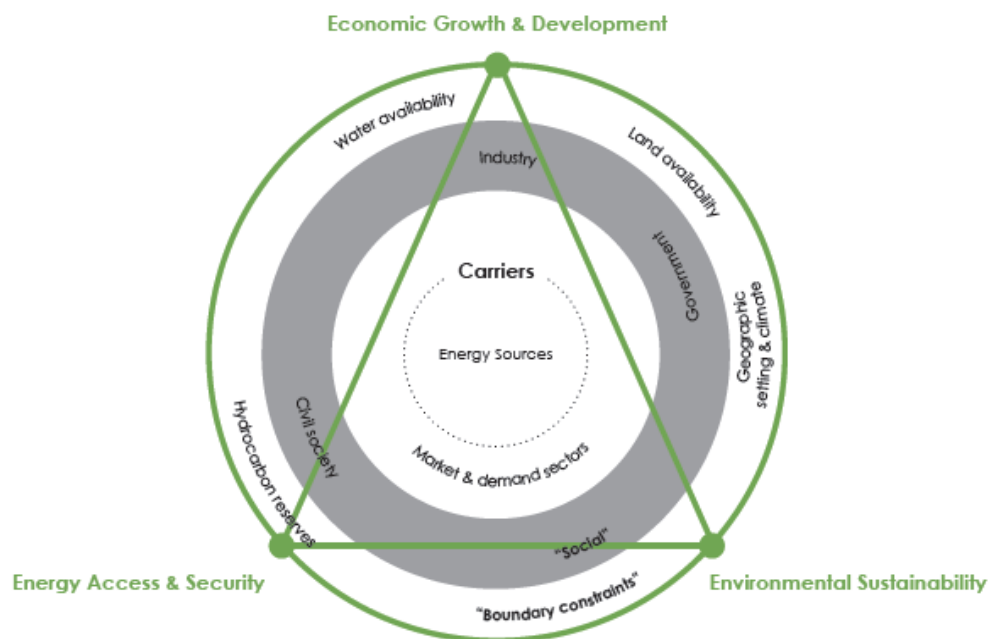 Economic Growth & Development
Water availability
Land availability
Industry
Government
Carriers
Geographic
setting & climate
Energy Sources
Civil society
Hydrocarbon reserves
Market & demand sectors
"Social"
Energy Access & Security
Environmental Sustainability
"Boundary constraints"